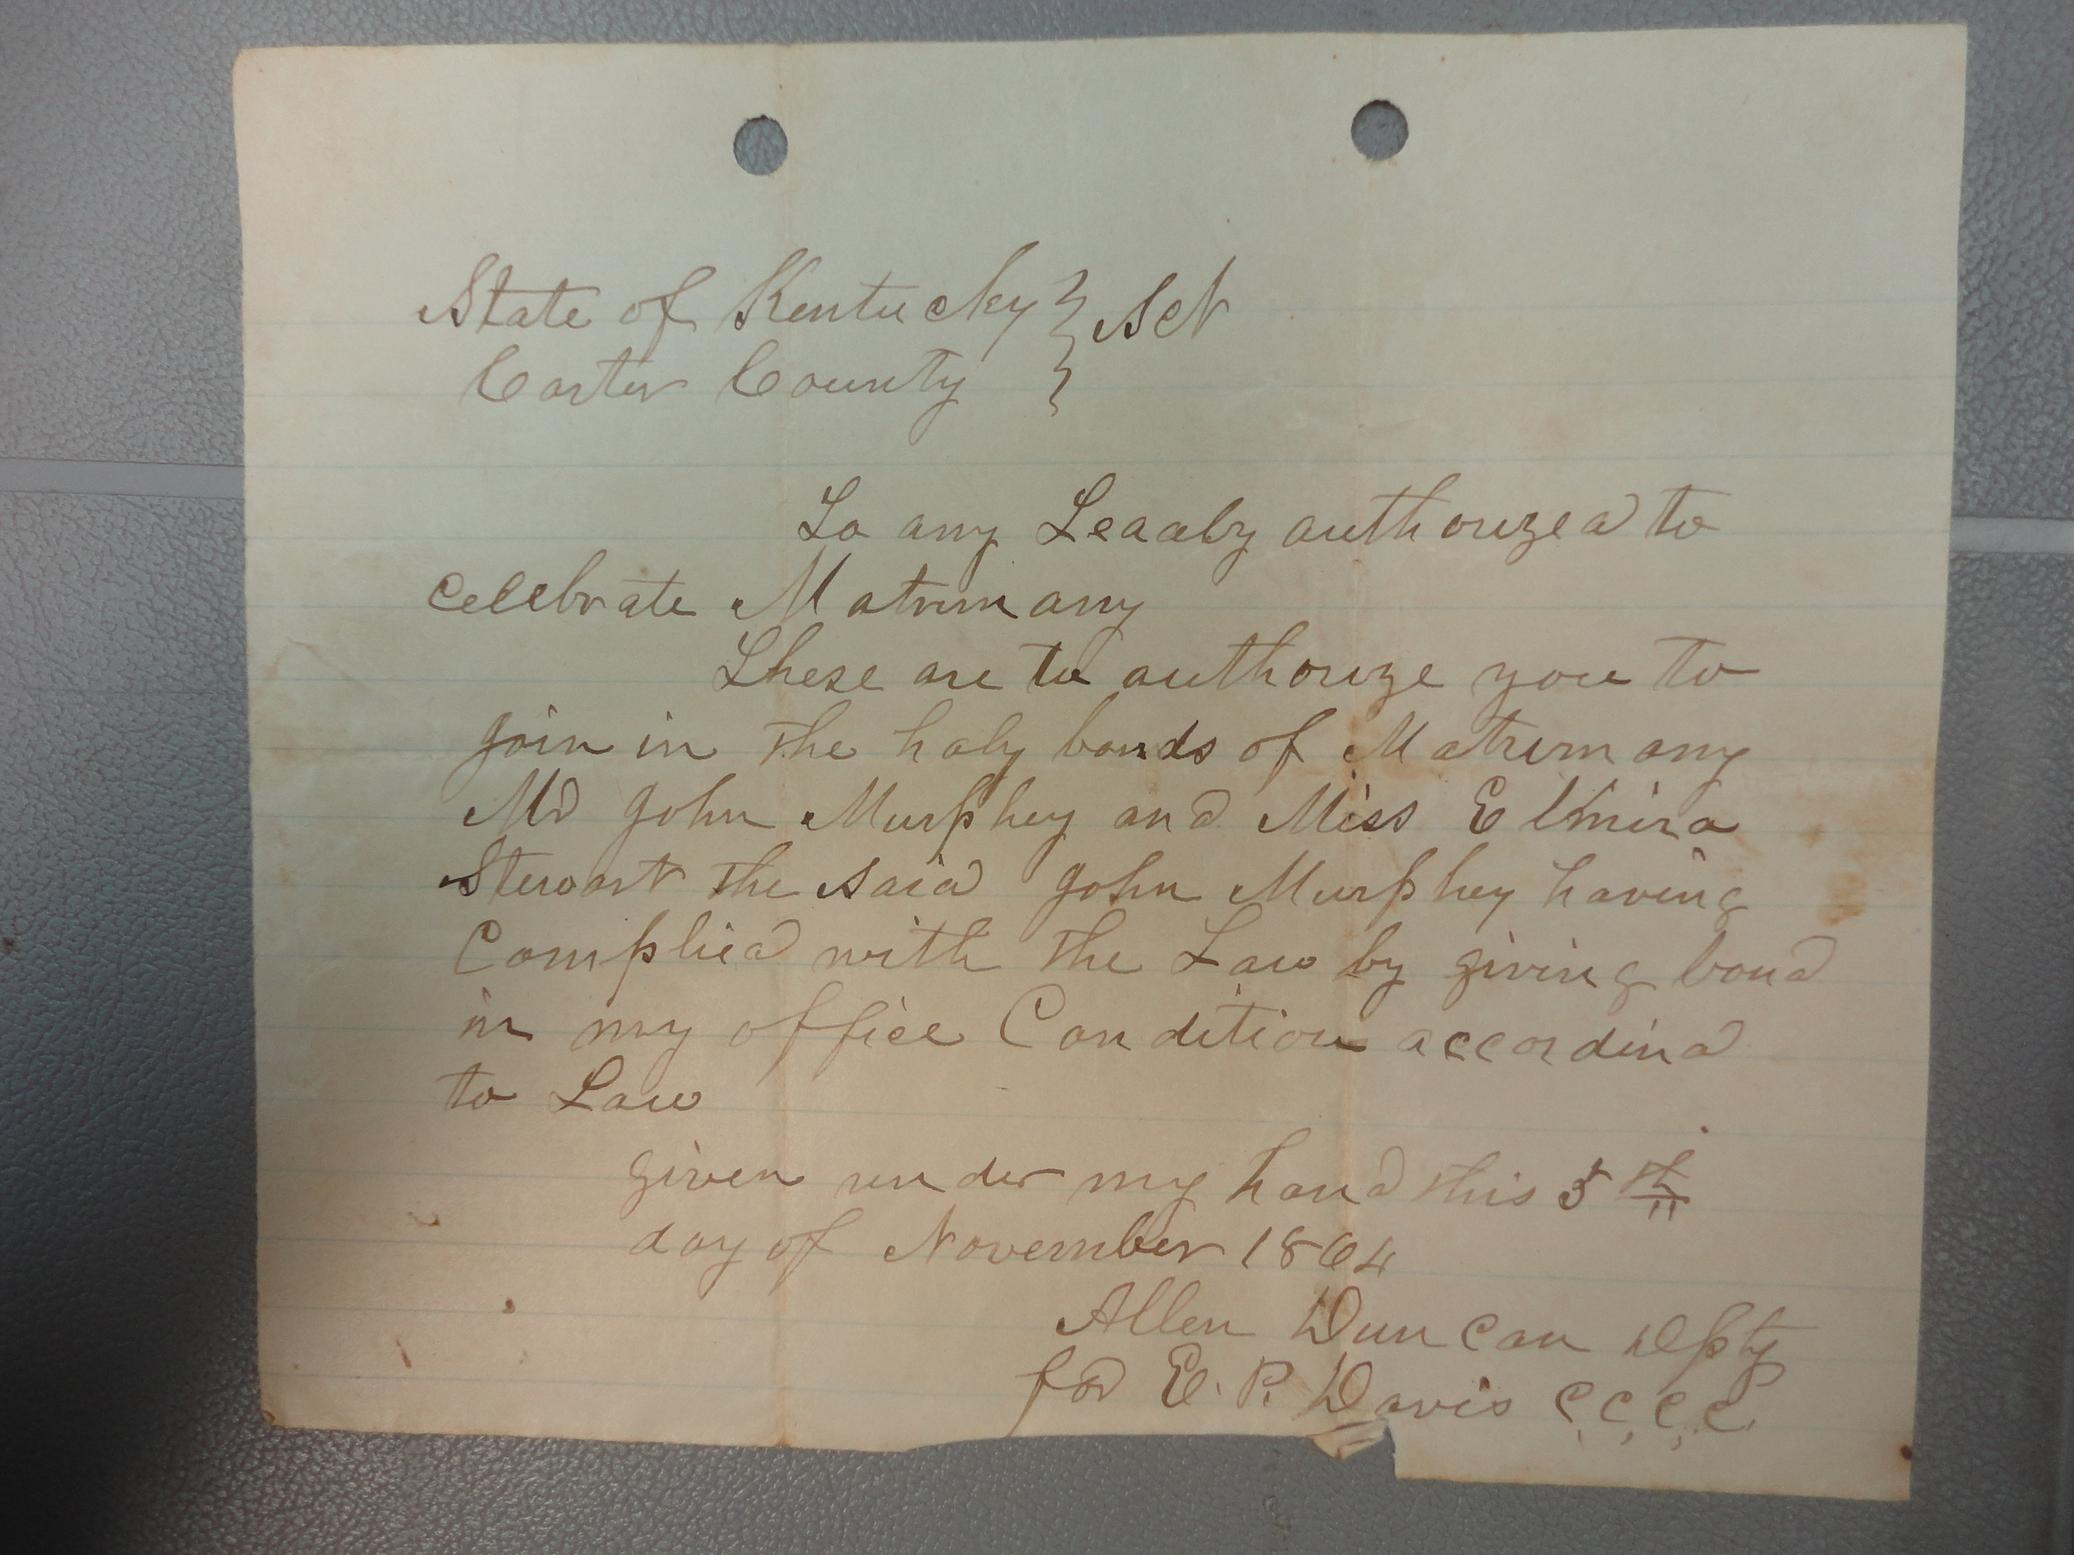 State of Kentucky } Sct
Carter County }
To any Leaaly authorized to
celebrate Matrimony
These are to authorize you to
join in the holy bonds of Matrimony
Mr John Murphey and Miss Elmira
Stewart the said John Murphey having
Complied with the Law by giving bond
in my office Condition accordind
to Law
given under my hand this 5th
day of November 1864
Allen Duncan Dpty
for E. P. Davis C, C, C, C.